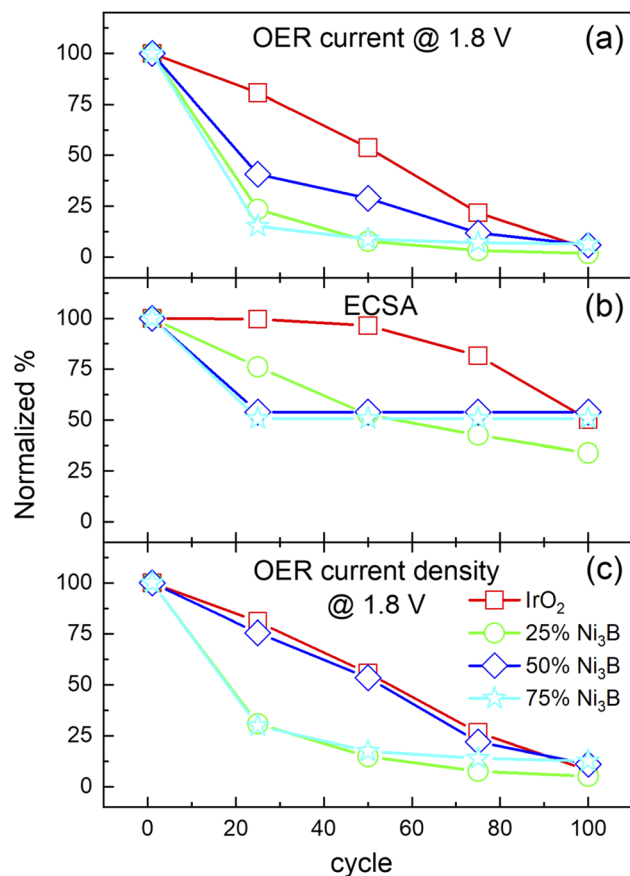 OER current @ 1.8 V (a)
100
75
50
25
0
ECSA (b)
100
75
50
25
0
Normalized %
OER current density (c)
@ 1.8 V
100
75
50
25
0
IrO₂
25% Ni₃B
50% Ni₃B
75% Ni₃B
0 20 40 60 80 100
cycle